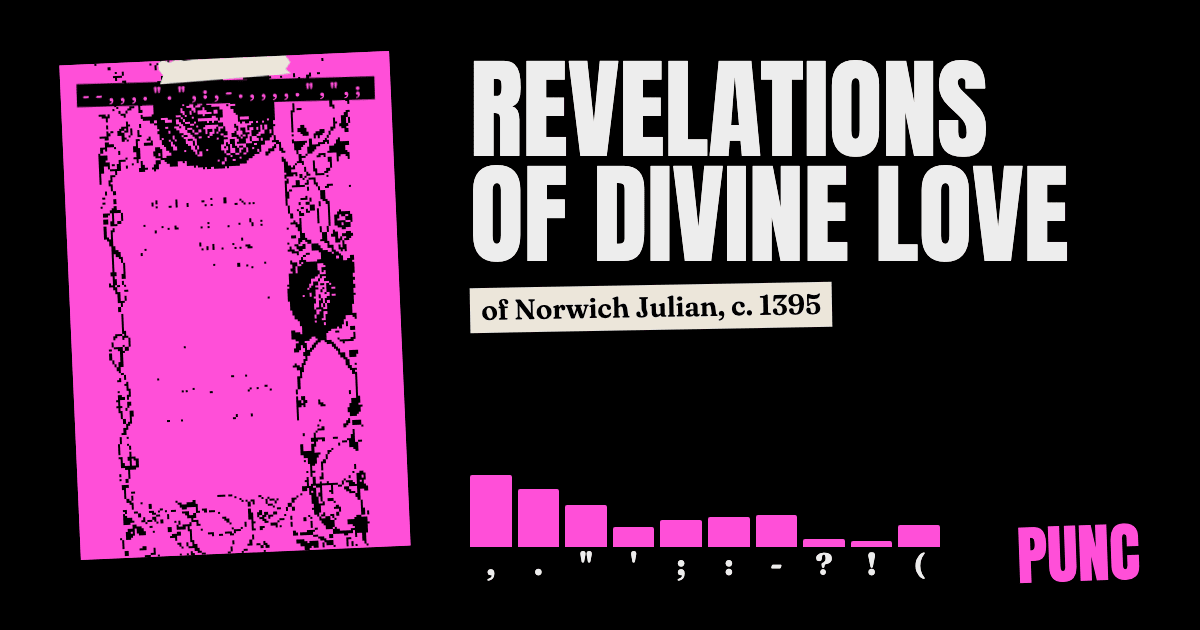 --,,,.".",:,-.,,,,,.",",;
REVELATIONS
OF DIVINE LOVE
of Norwich Julian, c. 1395
, . " ' ; : - ? ! (
PUNC